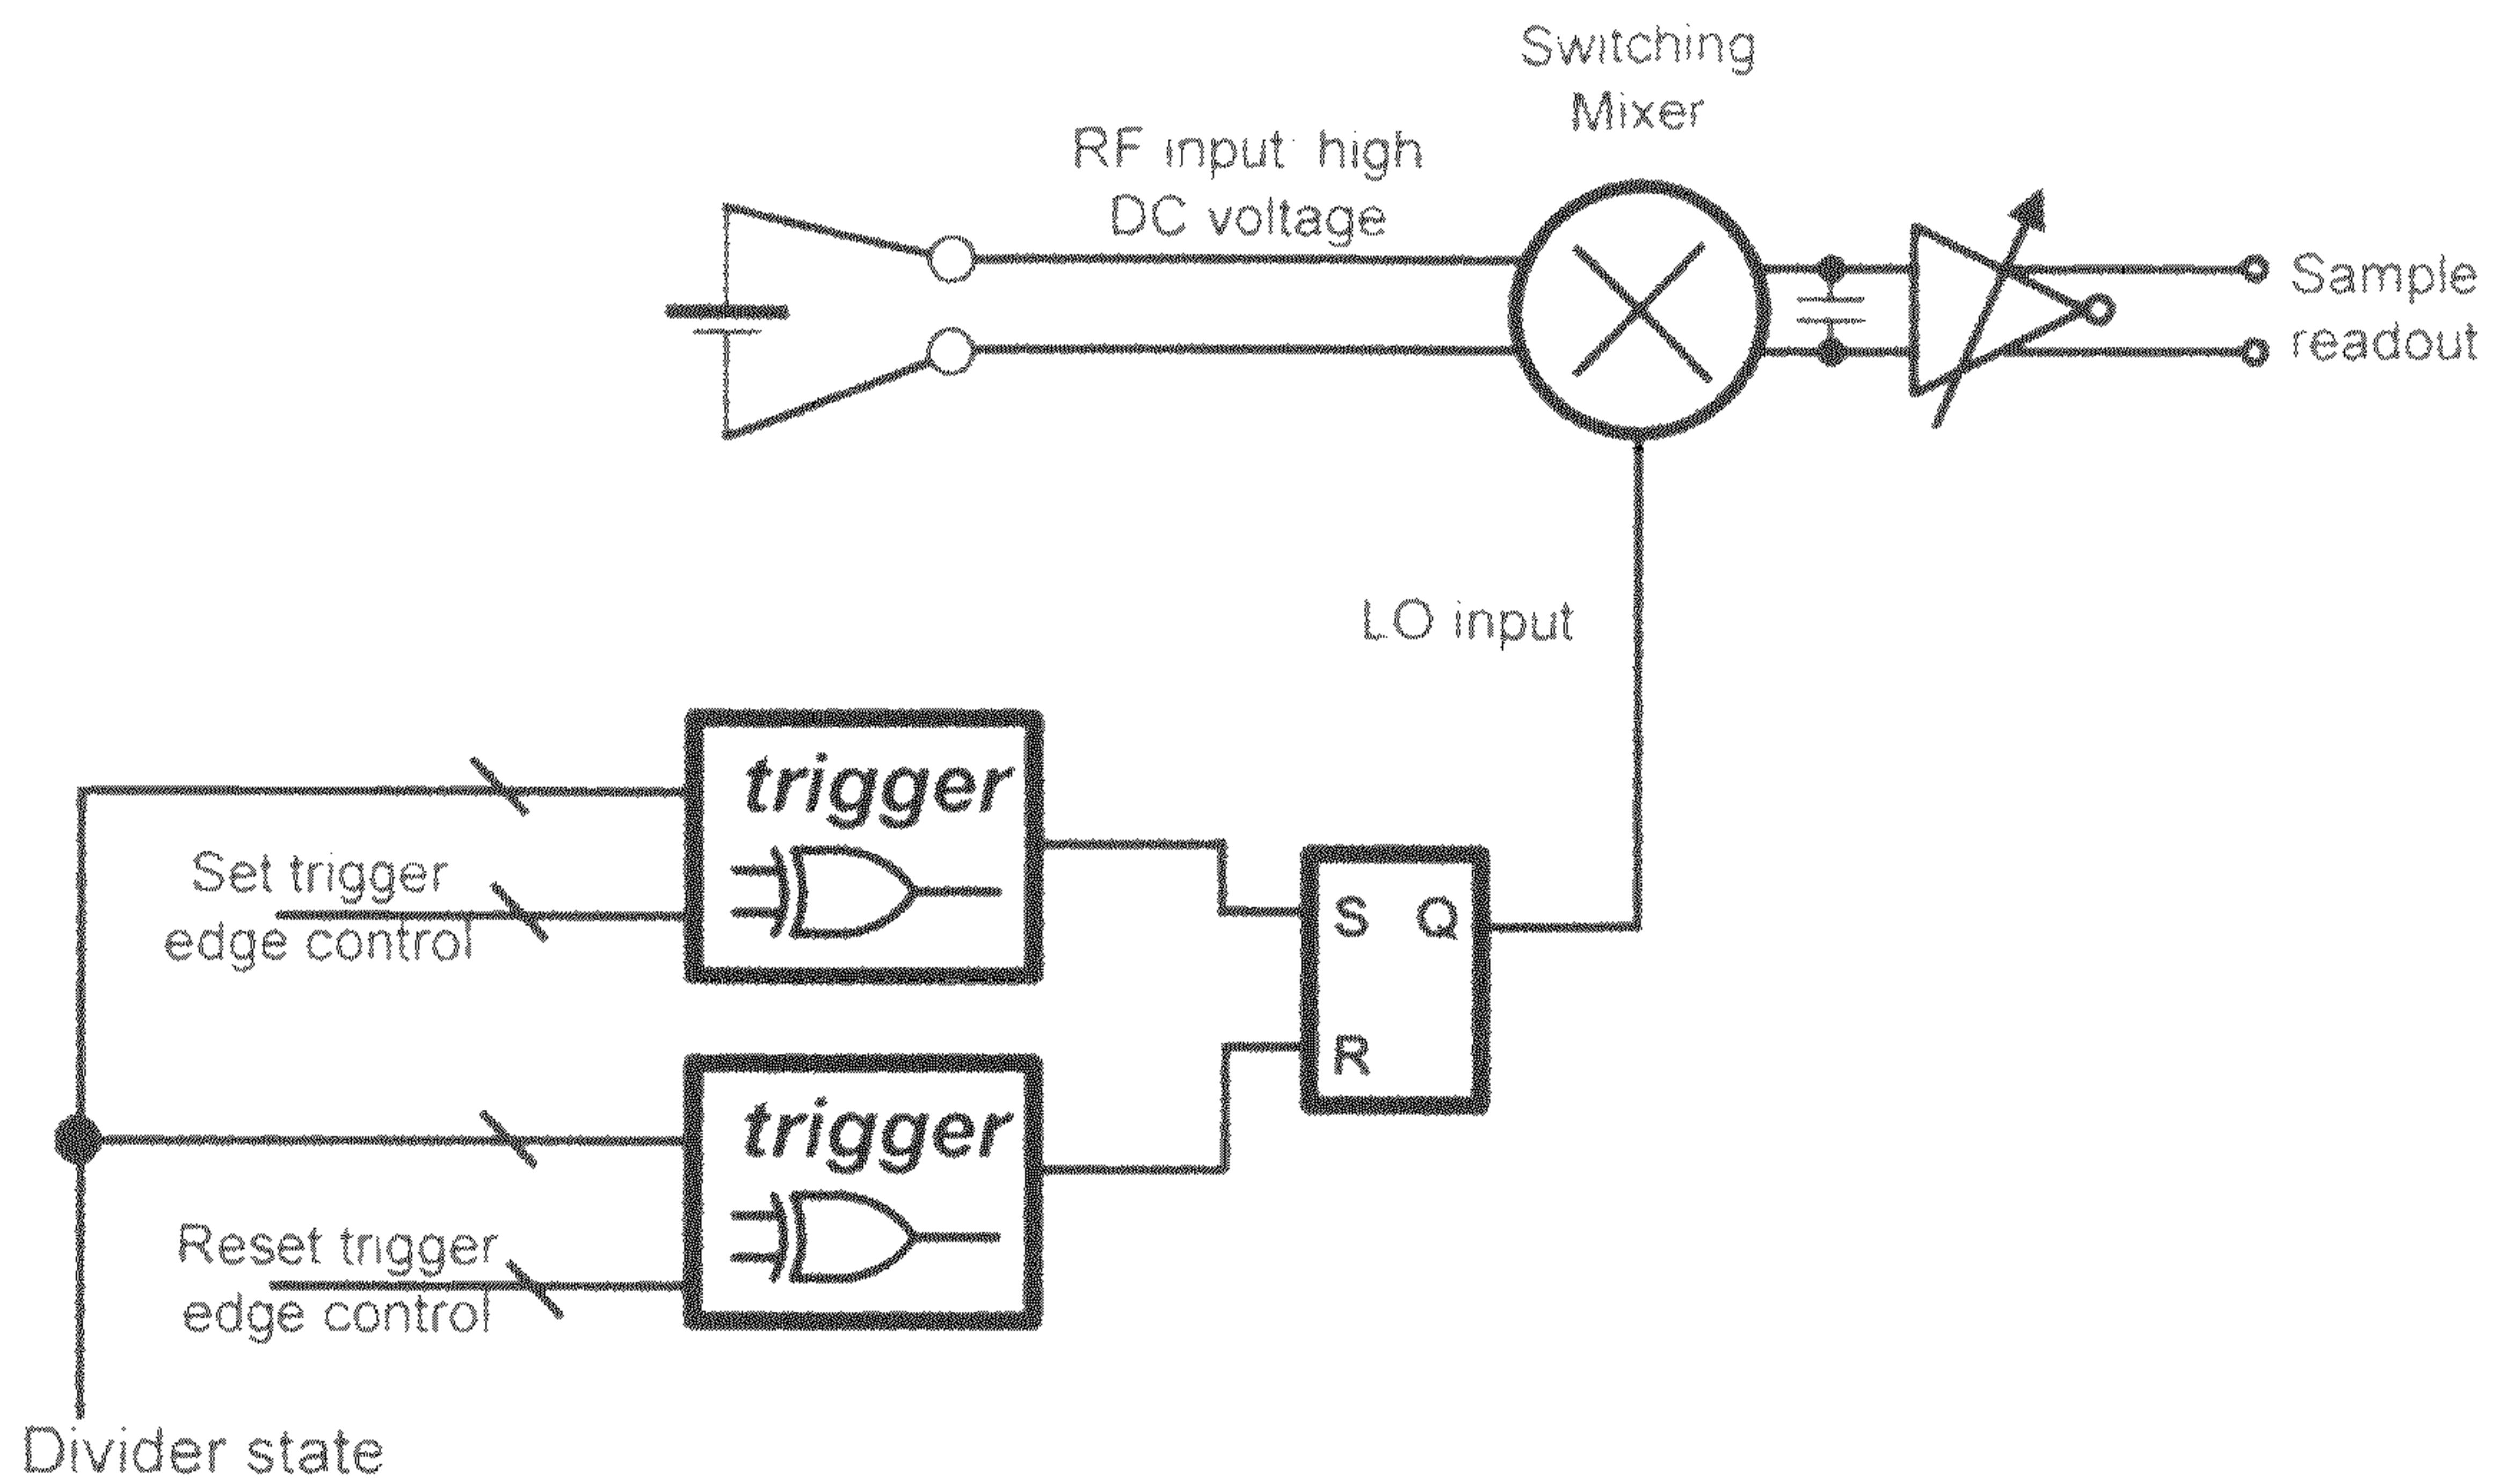 Switching
Mixer
RF input high
DC voltage
Sample
readout
LO input
trigger
Set trigger
edge control
S Q
R
trigger
Reset trigger
edge control
Divider state